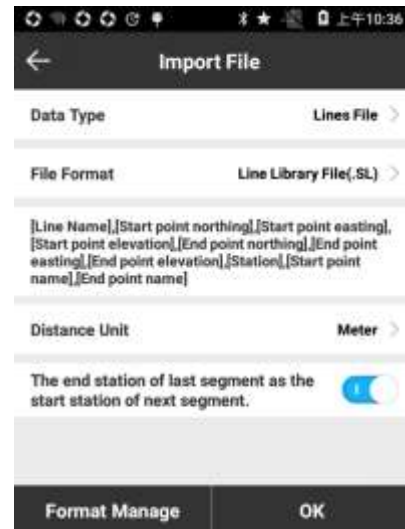 上午10:36
Import File
Data Type Lines File
File Format Line Library File(.SL)
[Line Name],[Start point northing],[Start point easting],
[Start point elevation],[End point northing],[End point
easting],[End point elevation],[Station],[Start point
name],[End point name]
Distance Unit Meter
The end station of last segment as the
start station of next segment.
Format Manage OK